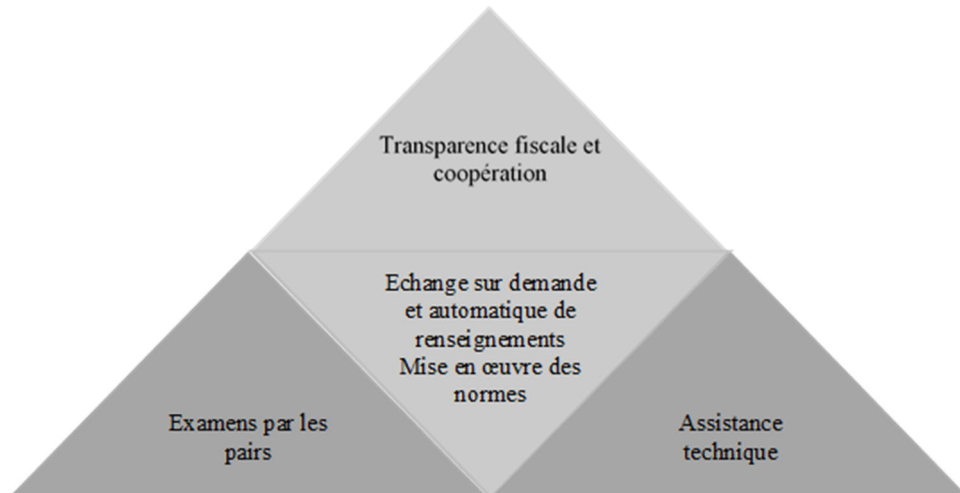 Transparence fiscale et
coopération
Echange sur demande
et automatique de
renseignements
Mise en œuvre des
normes
Examens par les
pairs
Assistance
technique